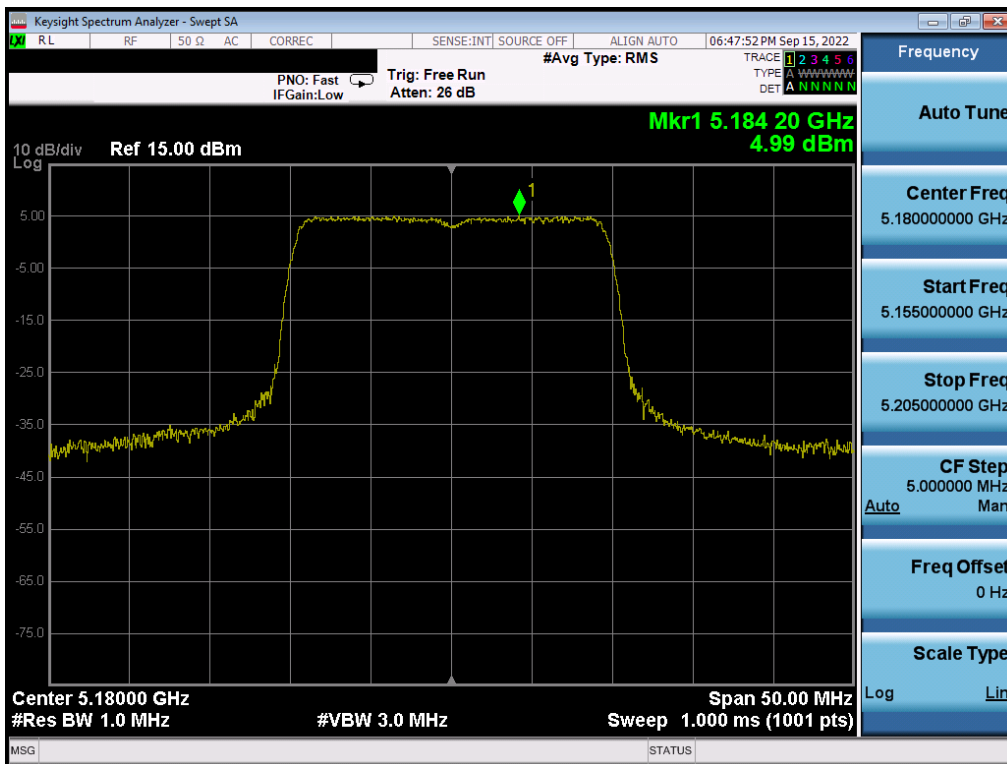 Keysight Spectrum Analyzer - Swept SA
LXI RL RF 50 Ω AC CORREC SENSE:INT SOURCE OFF ALIGN AUTO 06:47:52 PM Sep 15, 2022
#Avg Type: RMS
TRACE 1 2 3 4 5 6
PNO: Fast Trig: Free Run
TYPE A WWWWW
IFGain:Low Atten: 26 dB
DET A N N N N N
Mkr1 5.184 20 GHz
4.99 dBm
10 dB/div Ref 15.00 dBm
Log
1
5.00
-5.00
-15.0
-25.0
-35.0
-45.0
-55.0
-65.0
-75.0
Center 5.18000 GHz Span 50.00 MHz
#Res BW 1.0 MHz #VBW 3.0 MHz Sweep 1.000 ms (1001 pts)
MSG STATUS
Frequency
Auto Tune
Center Freq
5.180000000 GHz
Start Freq
5.155000000 GHz
Stop Freq
5.205000000 GHz
CF Step
5.000000 MHz
Auto Man
Freq Offset
0 Hz
Scale Type
Log Lin